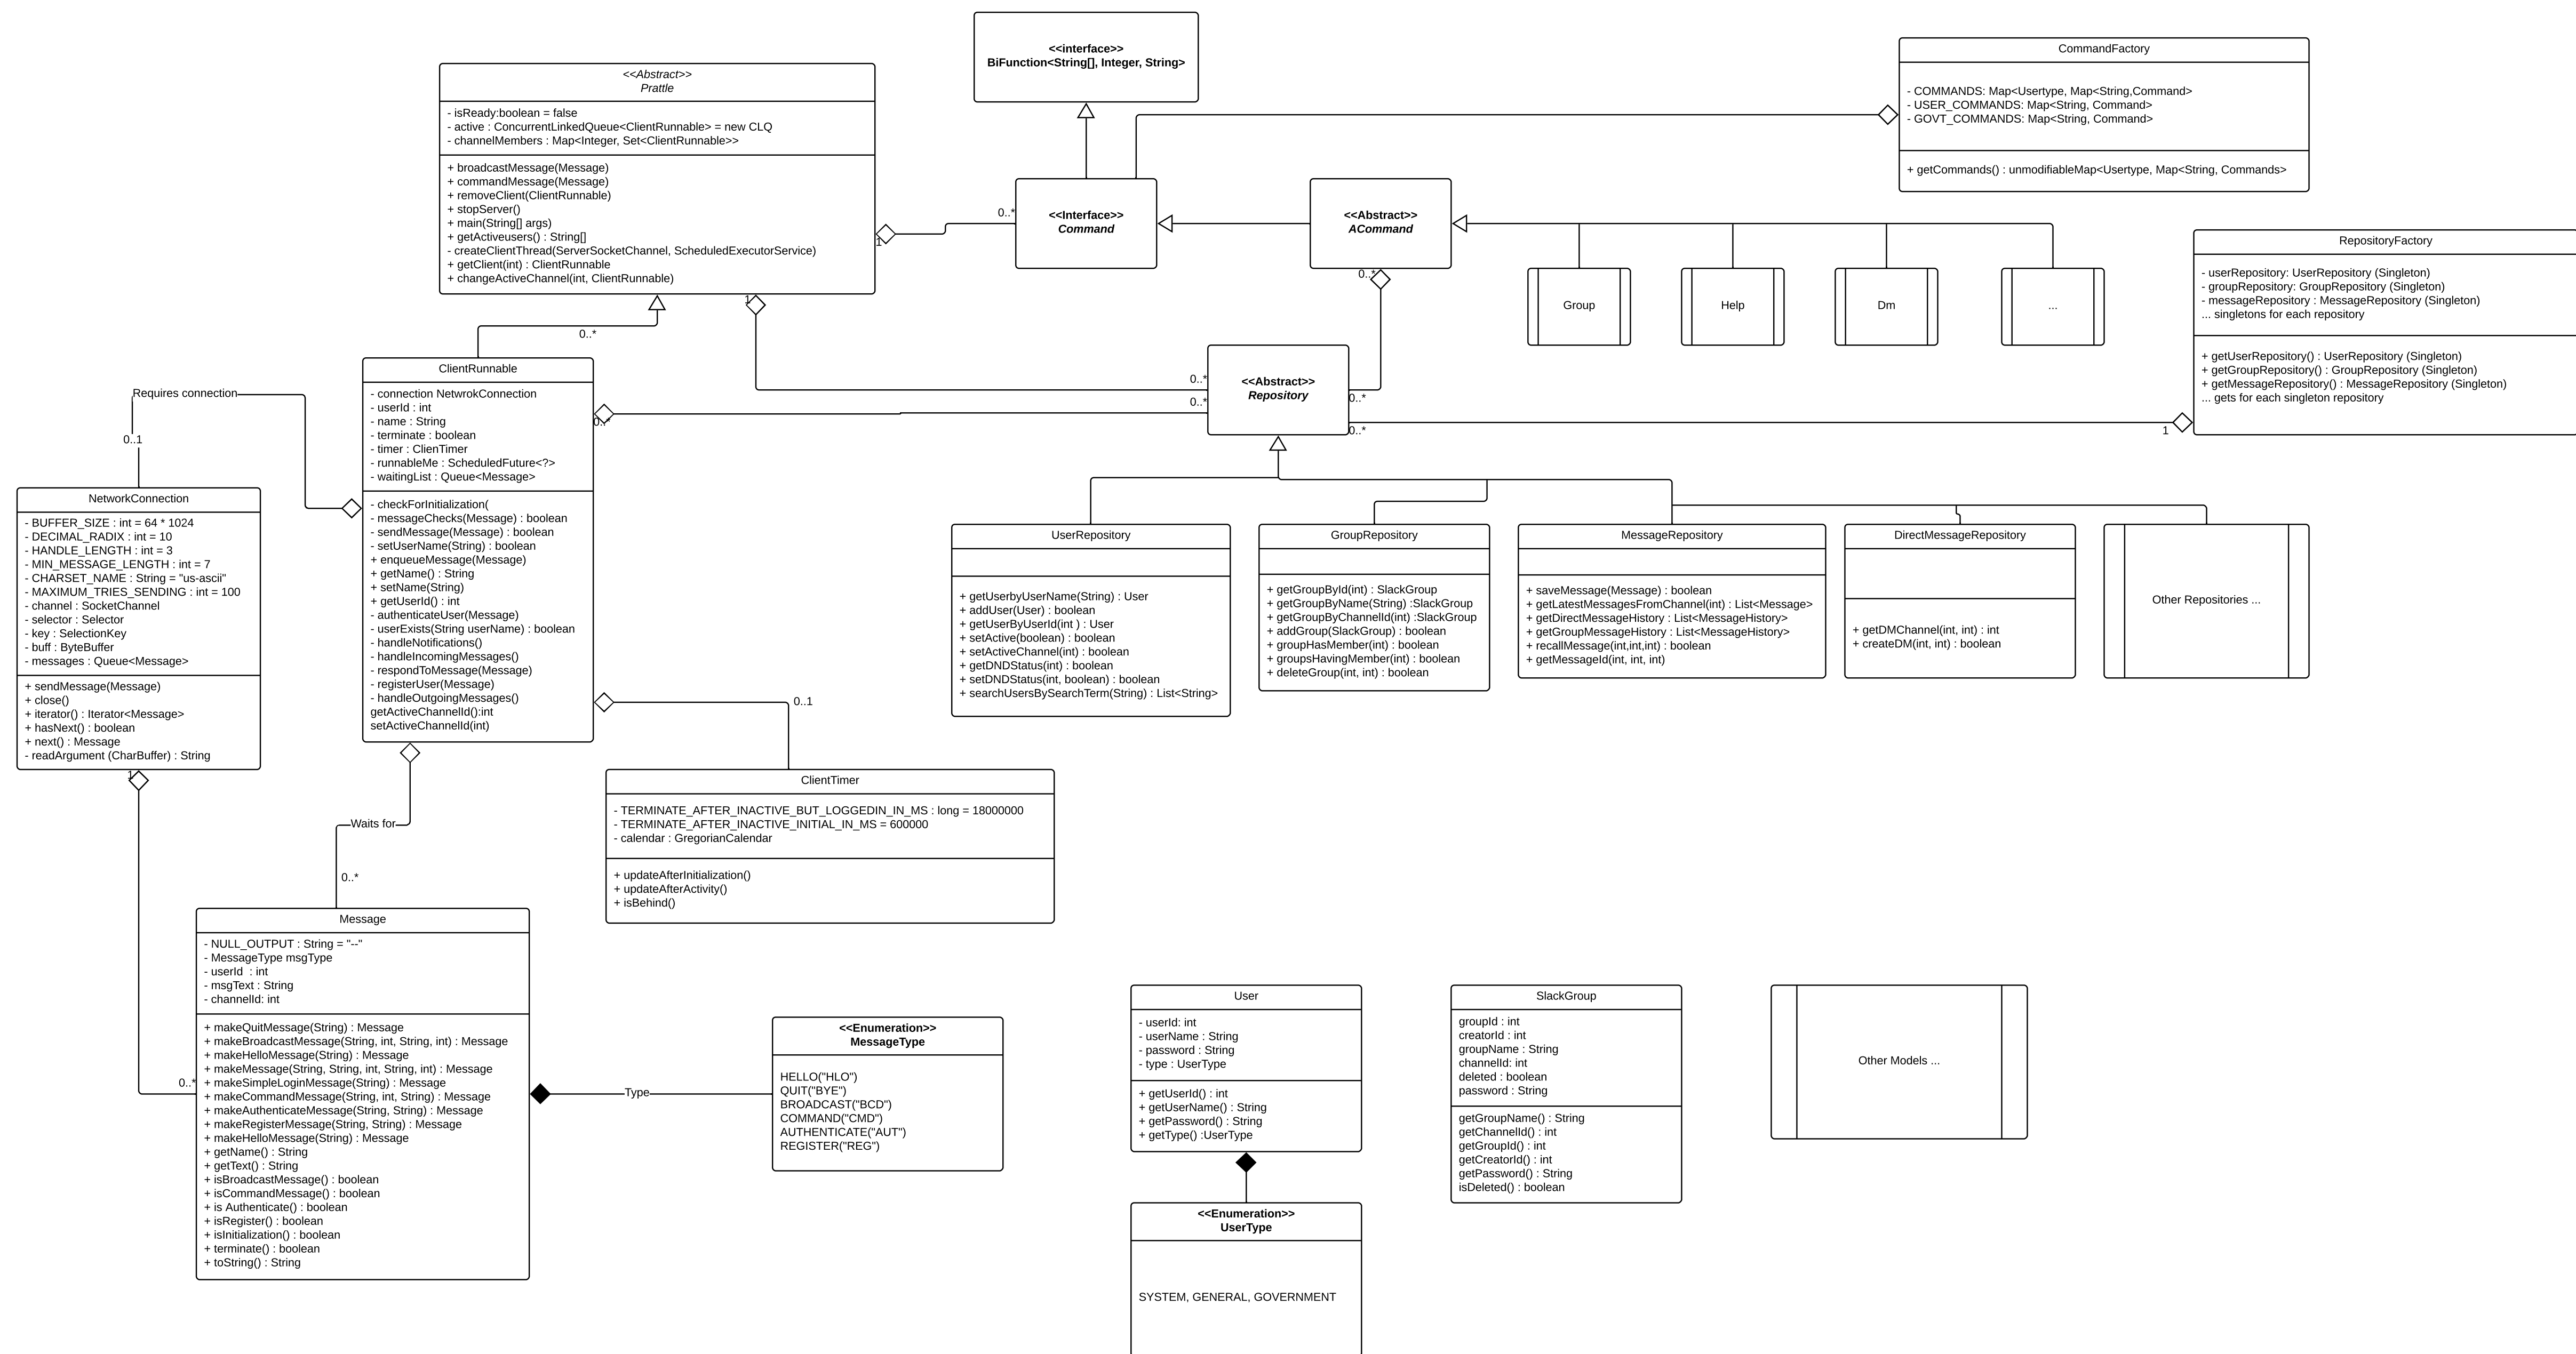 <<interface>>
BiFunction<String[], Integer, String>
CommandFactory
- COMMANDS: Map<Usertype, Map<String,Command>
- USER_COMMANDS: Map<String, Command>
- GOVT_COMMANDS: Map<String, Command>
+ getCommands() : unmodifiableMap<Usertype, Map<String, Commands>
<<Abstract>>
Prattle
- isReady:boolean = false
- active : ConcurrentLinkedQueue<ClientRunnable> = new CLQ
- channelMembers : Map<Integer, Set<ClientRunnable>>
+ broadcastMessage(Message)
+ commandMessage(Message)
+ removeClient(ClientRunnable)
+ stopServer()
+ main(String[] args)
+ getActiveusers() : String[]
- createClientThread(ServerSocketChannel, ScheduledExecutorService)
+ getClient(int) : ClientRunnable
+ changeActiveChannel(int, ClientRunnable)
1
0..*
<<Interface>>
Command
<<Abstract>>
ACommand
0..*
Group
Help
Dm
...
RepositoryFactory
- userRepository: UserRepository (Singleton)
- groupRepository: GroupRepository (Singleton)
- messageRepository : MessageRepository (Singleton)
... singletons for each repository
+ getUserRepository() : UserRepository (Singleton)
+ getGroupRepository() : GroupRepository (Singleton)
+ getMessageRepository() : MessageRepository (Singleton)
... gets for each singleton repository
1
0..*
1
0..*
0..*
<<Abstract>>
Repository
0..*
0..*
1
0..*
Requires connection
0..1
ClientRunnable
- connection NetwrokConnection
- userId : int
- name : String
- terminate : boolean
- timer : ClienTimer
- runnableMe : ScheduledFuture<?>
- waitingList : Queue<Message>
- checkForInitialization(
- messageChecks(Message) : boolean
- sendMessage(Message) : boolean
- setUserName(String) : boolean
+ enqueueMessage(Message)
+ getName() : String
+ setName(String)
+ getUserId() : int
- authenticateUser(Message)
- userExists(String userName) : boolean
- handleNotifications()
- handleIncomingMessages()
- respondToMessage(Message)
- registerUser(Message)
- handleOutgoingMessages()
getActiveChannelId():int
setActiveChannelId(int)
NetworkConnection
- BUFFER_SIZE : int = 64 * 1024
- DECIMAL_RADIX : int = 10
- HANDLE_LENGTH : int = 3
- MIN_MESSAGE_LENGTH : int = 7
- CHARSET_NAME : String = "us-ascii"
- MAXIMUM_TRIES_SENDING : int = 100
- channel : SocketChannel
- selector : Selector
- key : SelectionKey
- buff : ByteBuffer
- messages : Queue<Message>
+ sendMessage(Message)
+ close()
+ iterator() : Iterator<Message>
+ hasNext() : boolean
+ next() : Message
- readArgument (CharBuffer) : String
1
UserRepository
+ getUserbyUserName(String) : User
+ addUser(User) : boolean
+ getUserByUserId(int ) : User
+ setActive(boolean) : boolean
+ setActiveChannel(int) : boolean
+ getDNDStatus(int) : boolean
+ setDNDStatus(int, boolean) : boolean
+ searchUsersBySearchTerm(String) : List<String>
GroupRepository
+ getGroupById(int) : SlackGroup
+ getGroupByName(String) :SlackGroup
+ getGroupByChannelId(int) :SlackGroup
+ addGroup(SlackGroup) : boolean
+ groupHasMember(int) : boolean
+ groupsHavingMember(int) : boolean
+ deleteGroup(int, int) : boolean
MessageRepository
+ saveMessage(Message) : boolean
+ getLatestMessagesFromChannel(int) : List<Message>
+ getDirectMessageHistory : List<MessageHistory>
+ getGroupMessageHistory : List<MessageHistory>
+ recallMessage(int,int,int) : boolean
+ getMessageId(int, int, int)
DirectMessageRepository
+ getDMChannel(int, int) : int
+ createDM(int, int) : boolean
Other Repositories ...
0..1
ClientTimer
- TERMINATE_AFTER_INACTIVE_BUT_LOGGEDIN_IN_MS : long = 18000000
- TERMINATE_AFTER_INACTIVE_INITIAL_IN_MS = 600000
- calendar : GregorianCalendar
+ updateAfterInitialization()
+ updateAfterActivity()
+ isBehind()
Waits for
0..*
Message
- NULL_OUTPUT : String = "--"
- MessageType msgType
- userId  : int
- msgText : String
- channelId: int
+ makeQuitMessage(String) : Message
+ makeBroadcastMessage(String, int, String, int) : Message
+ makeHelloMessage(String) : Message
+ makeMessage(String, String, int, String, int) : Message
+ makeSimpleLoginMessage(String) : Message
+ makeCommandMessage(String, int, String) : Message
+ makeAuthenticateMessage(String, String) : Message
+ makeRegisterMessage(String, String) : Message
+ makeHelloMessage(String) : Message
+ getName() : String
+ getText() : String
+ isBroadcastMessage() : boolean
+ isCommandMessage() : boolean
+ is Authenticate() : boolean
+ isRegister() : boolean
+ isInitialization() : boolean
+ terminate() : boolean
+ toString() : String
0..*
Type
<<Enumeration>>
MessageType
HELLO("HLO")
QUIT("BYE")
BROADCAST("BCD")
COMMAND("CMD")
AUTHENTICATE("AUT")
REGISTER("REG")
User
- userId: int
- userName : String
- password : String
- type : UserType
+ getUserId() : int
+ getUserName() : String
+ getPassword() : String
+ getType() :UserType
<<Enumeration>>
UserType
SYSTEM, GENERAL, GOVERNMENT
SlackGroup
groupId : int
creatorId : int
groupName : String
channelId: int
deleted : boolean
password : String
getGroupName() : String
getChannelId() : int
getGroupId() : int
getCreatorId() : int
getPassword() : String
isDeleted() : boolean
Other Models ...